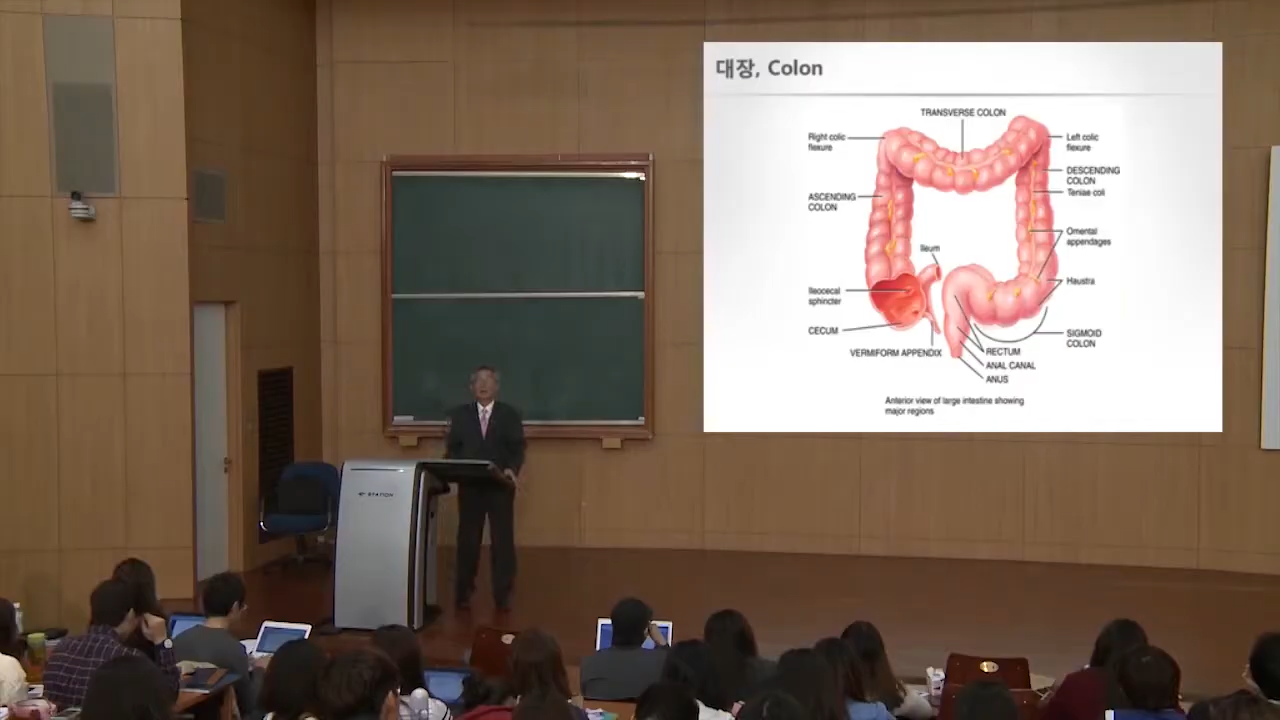 대장, Colon
TRANSVERSE COLON
Right colic
flexure
Left colic
flexure
DESCENDING
COLON
Teniae coli
ASCENDING
COLON
Omental
appendages
Ileum
Haustra
Ileocecal
sphincter
CECUM
SIGMOID
COLON
VERMIFORM APPENDIX
RECTUM
ANAL CANAL
ANUS
Anterior view of large intestine showing
major regions
STATION